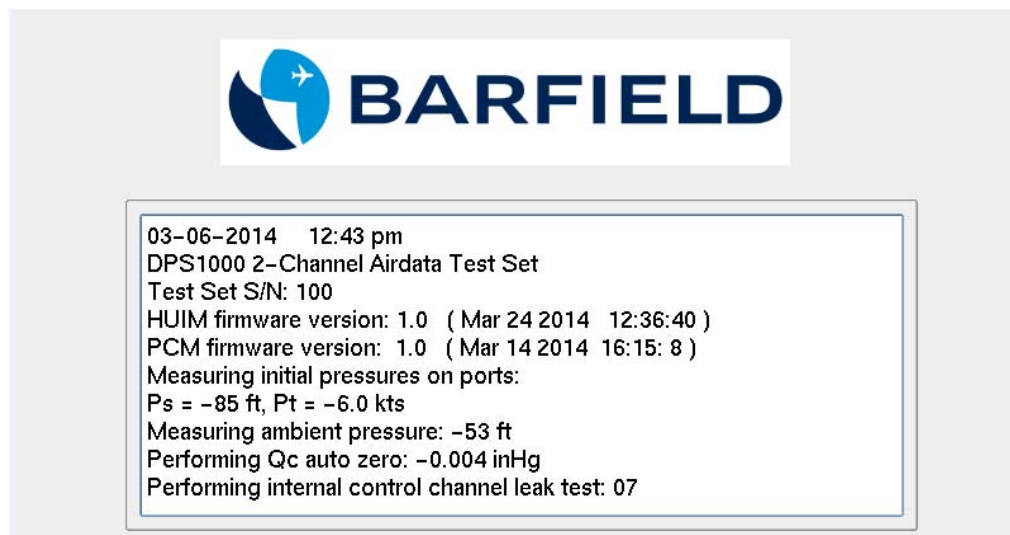 BARFIELD
03-06-2014 12:43 pm
DPS1000 2-Channel Airdata Test Set
Test Set S/N: 100
HUIM firmware version: 1.0 ( Mar 24 2014 12:36:40 )
PCM firmware version: 1.0 ( Mar 14 2014 16:15: 8 )
Measuring initial pressures on ports:
Ps = -85 ft, Pt = -6.0 kts
Measuring ambient pressure: -53 ft
Performing Qc auto zero: -0.004 inHg
Performing internal control channel leak test: 07